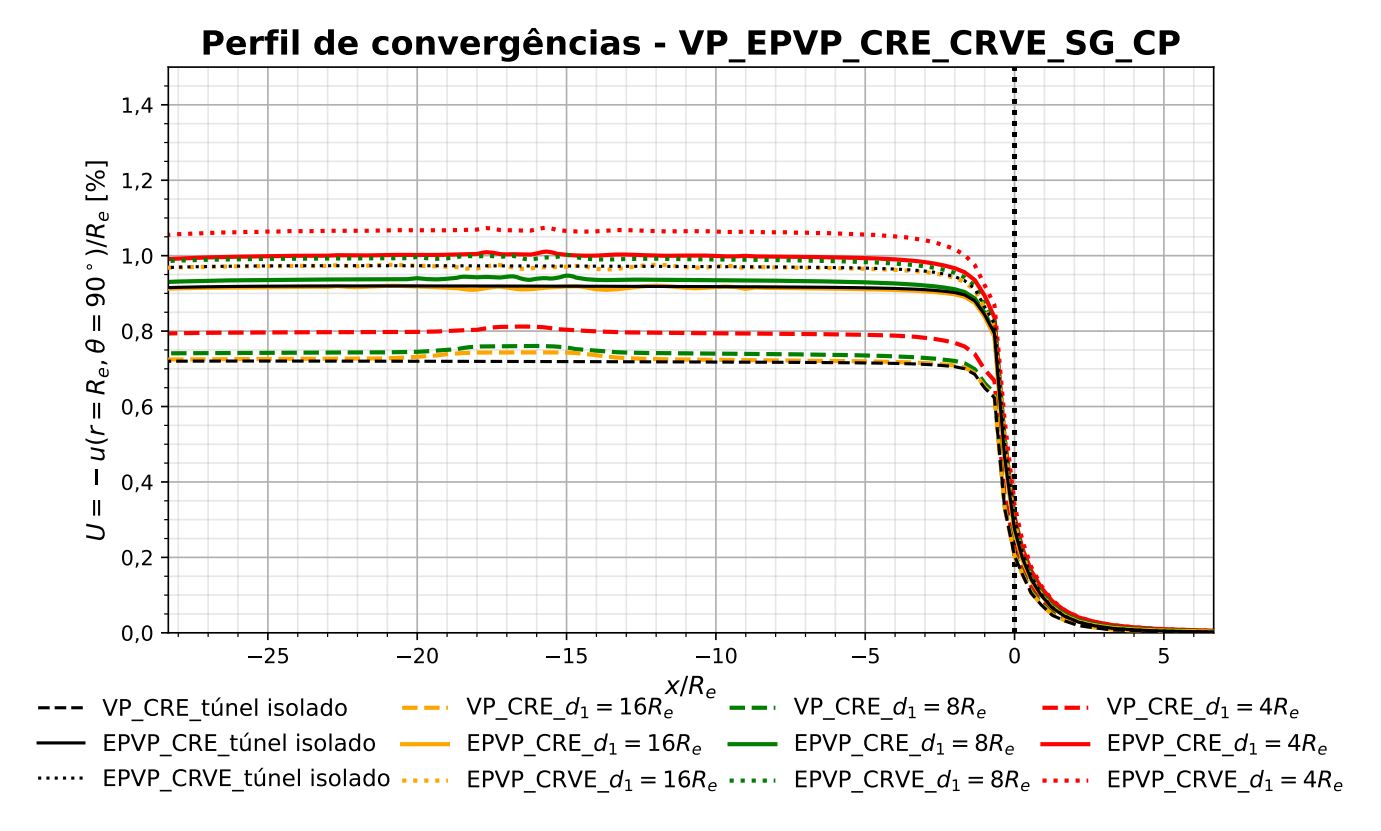 Perfil de convergências - VP_EPVP_CRE_CRVE_SG_CP
U = − u(r = Re, θ = 90°)/Re [%]
1,4
1,2
1,0
0,8
0,6
0,4
0,2
0,0
−25 −20 −15 −10 −5 0 5
x/Re
VP_CRE_túnel isolado VP_CRE_d1 = 16Re VP_CRE_d1 = 8Re VP_CRE_d1 = 4Re
EPVP_CRE_túnel isolado EPVP_CRE_d1 = 16Re EPVP_CRE_d1 = 8Re EPVP_CRE_d1 = 4Re
EPVP_CRVE_túnel isolado EPVP_CRVE_d1 = 16Re EPVP_CRVE_d1 = 8Re EPVP_CRVE_d1 = 4Re